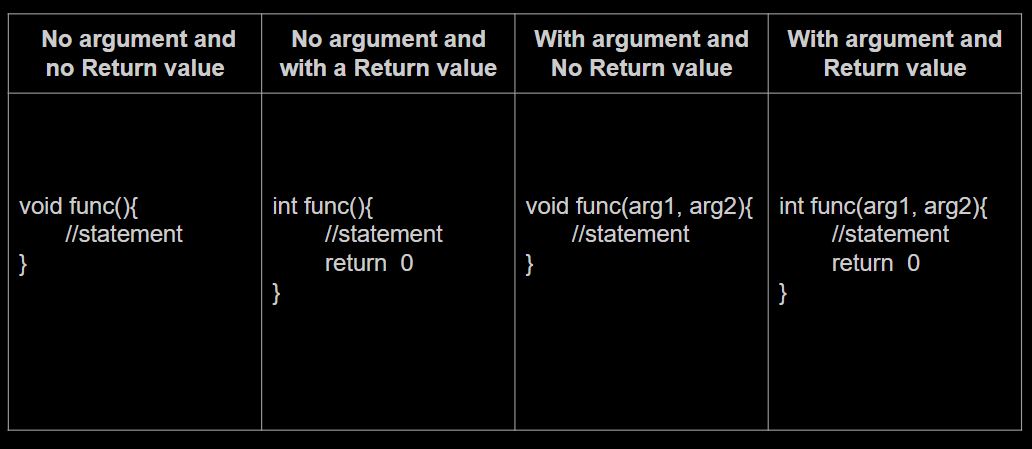 No argument and
no Return value
No argument and
with a Return value
With argument and
No Return value
With argument and
Return value
void func(){
//statement
}
int func(){
//statement
return  0
}
void func(arg1, arg2){
//statement
}
int func(arg1, arg2){
//statement
return  0
}